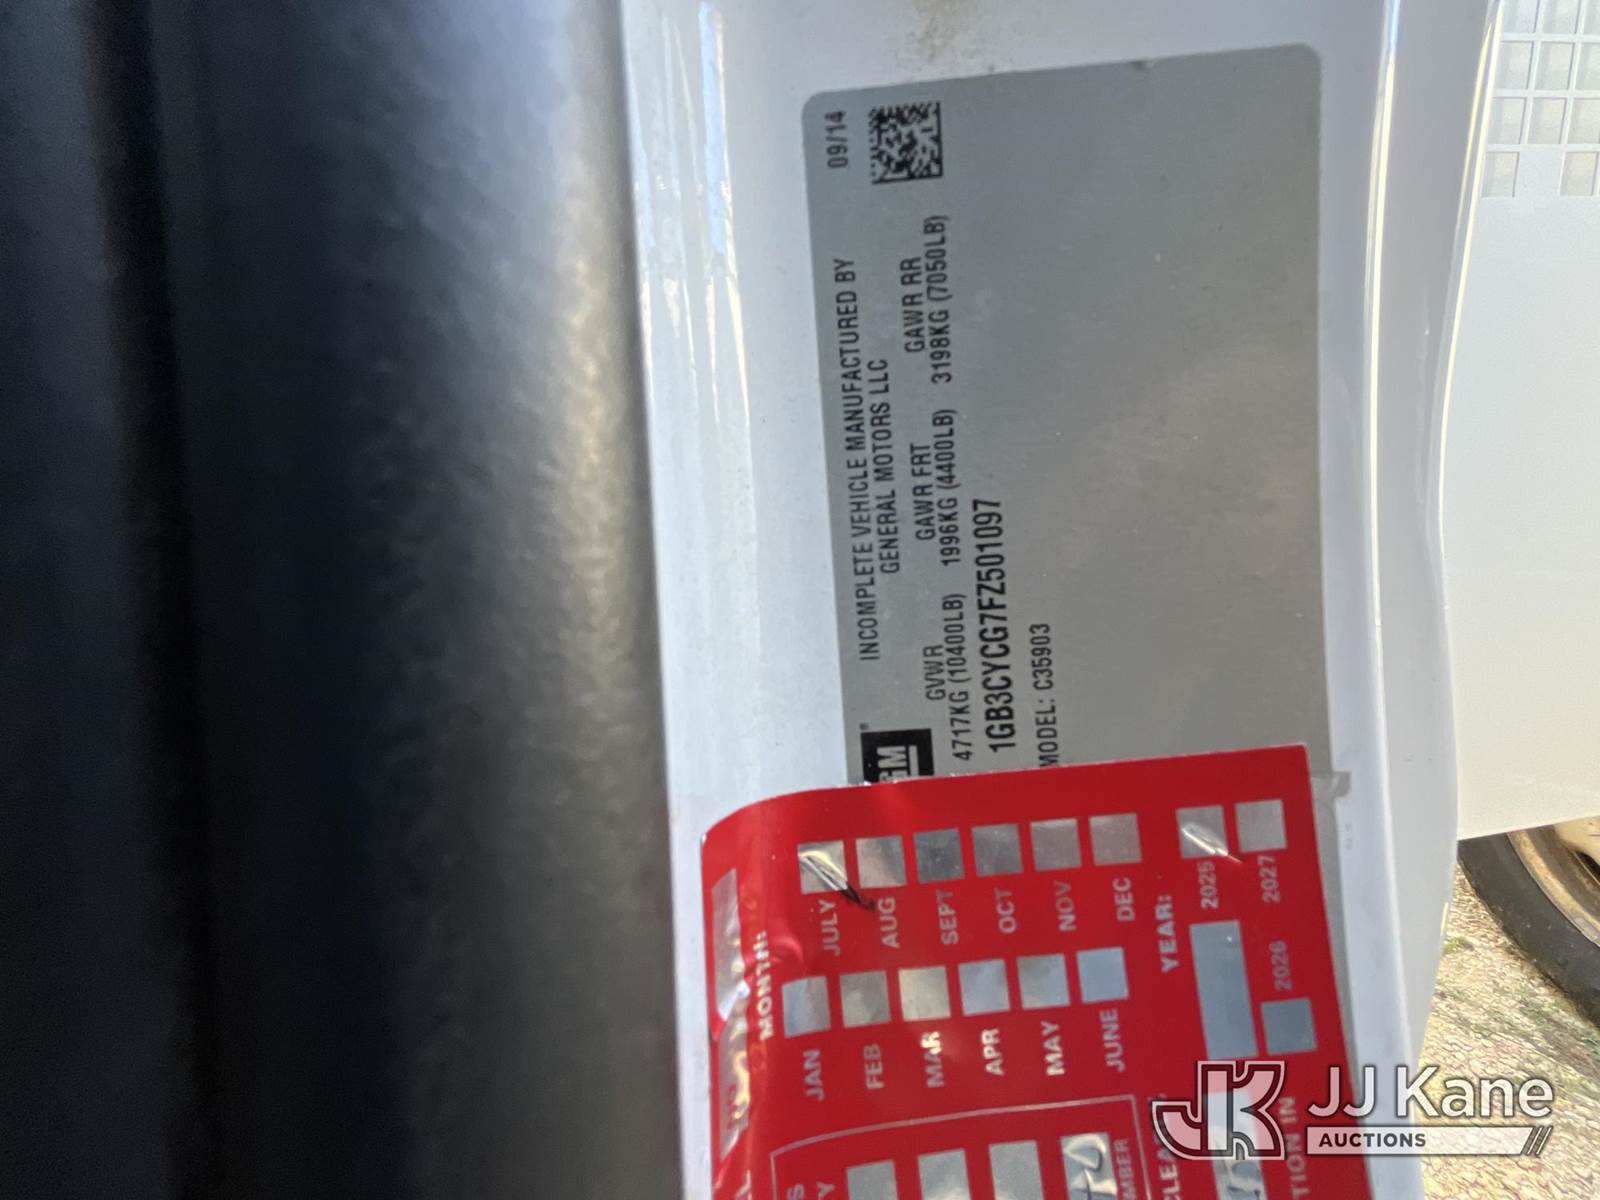 INCOMPLETE VEHICLE MANUFACTURED BY 09/14
GENERAL MOTORS LLC
GM®
GVWR GAWR FRT GAWR RR
4717KG (10400LB) 1996KG (4400LB) 3198KG (7050LB)
1GB3CYCG7FZ501097
MODEL: C35903
MONTH:
JAN JULY
FEB AUG
MAR SEPT
APR OCT
MAY NOV
JUNE DEC
YEAR:
2025
2026 2027
JK JJ Kane
AUCTIONS